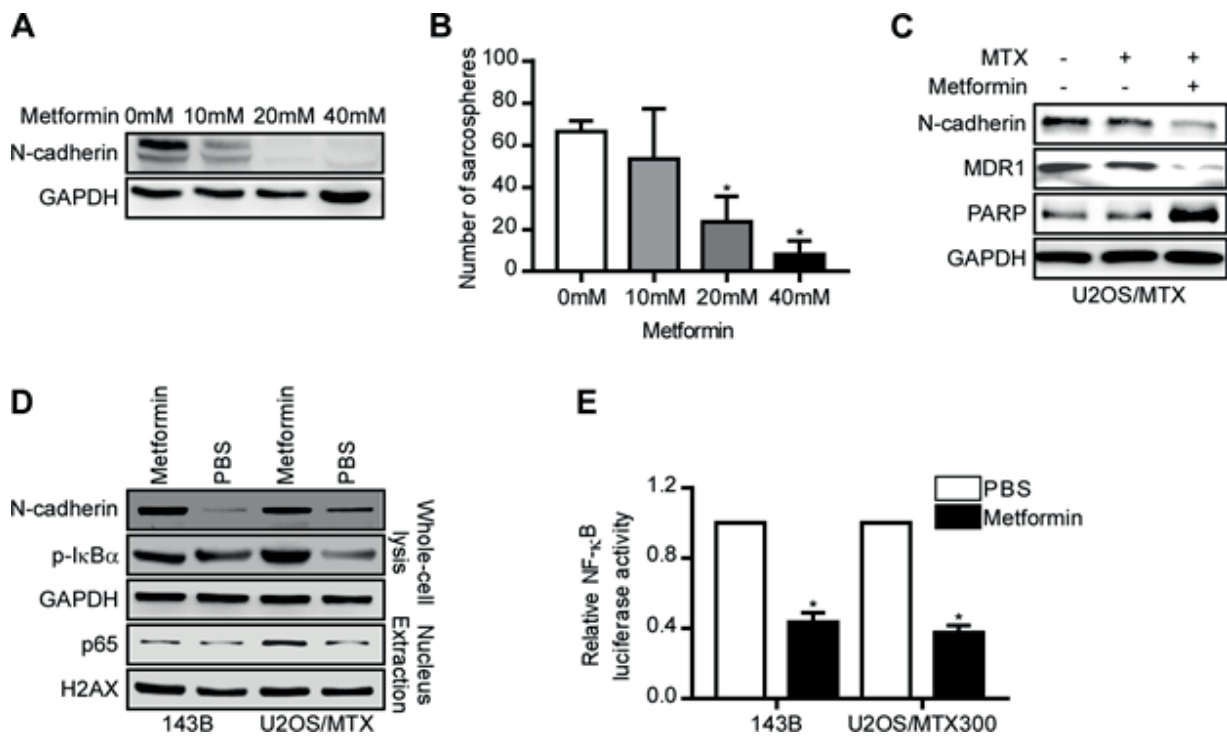 A
Metformin 0mM 10mM 20mM 40mM
N-cadherin
GAPDH
B
Number of sarcospheres
100
80
60
40
20
0
* *
0mM 10mM 20mM 40mM
Metformin
C
MTX - + +
Metformin - - +
N-cadherin
MDR1
PARP
GAPDH
U2OS/MTX
D
Metformin PBS Metformin PBS
N-cadherin
p-IκBα
GAPDH
p65
H2AX
Whole-cell
lysis
Nucleus
Extraction
143B U2OS/MTX
E
PBS
Metformin
Relative NF-κB
luciferase activity
1.2
0.8
0.4
0.0
* *
143B U2OS/MTX300